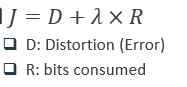 J = D + λ × R
❑ D: Distortion (Error)
❑ R: bits consumed